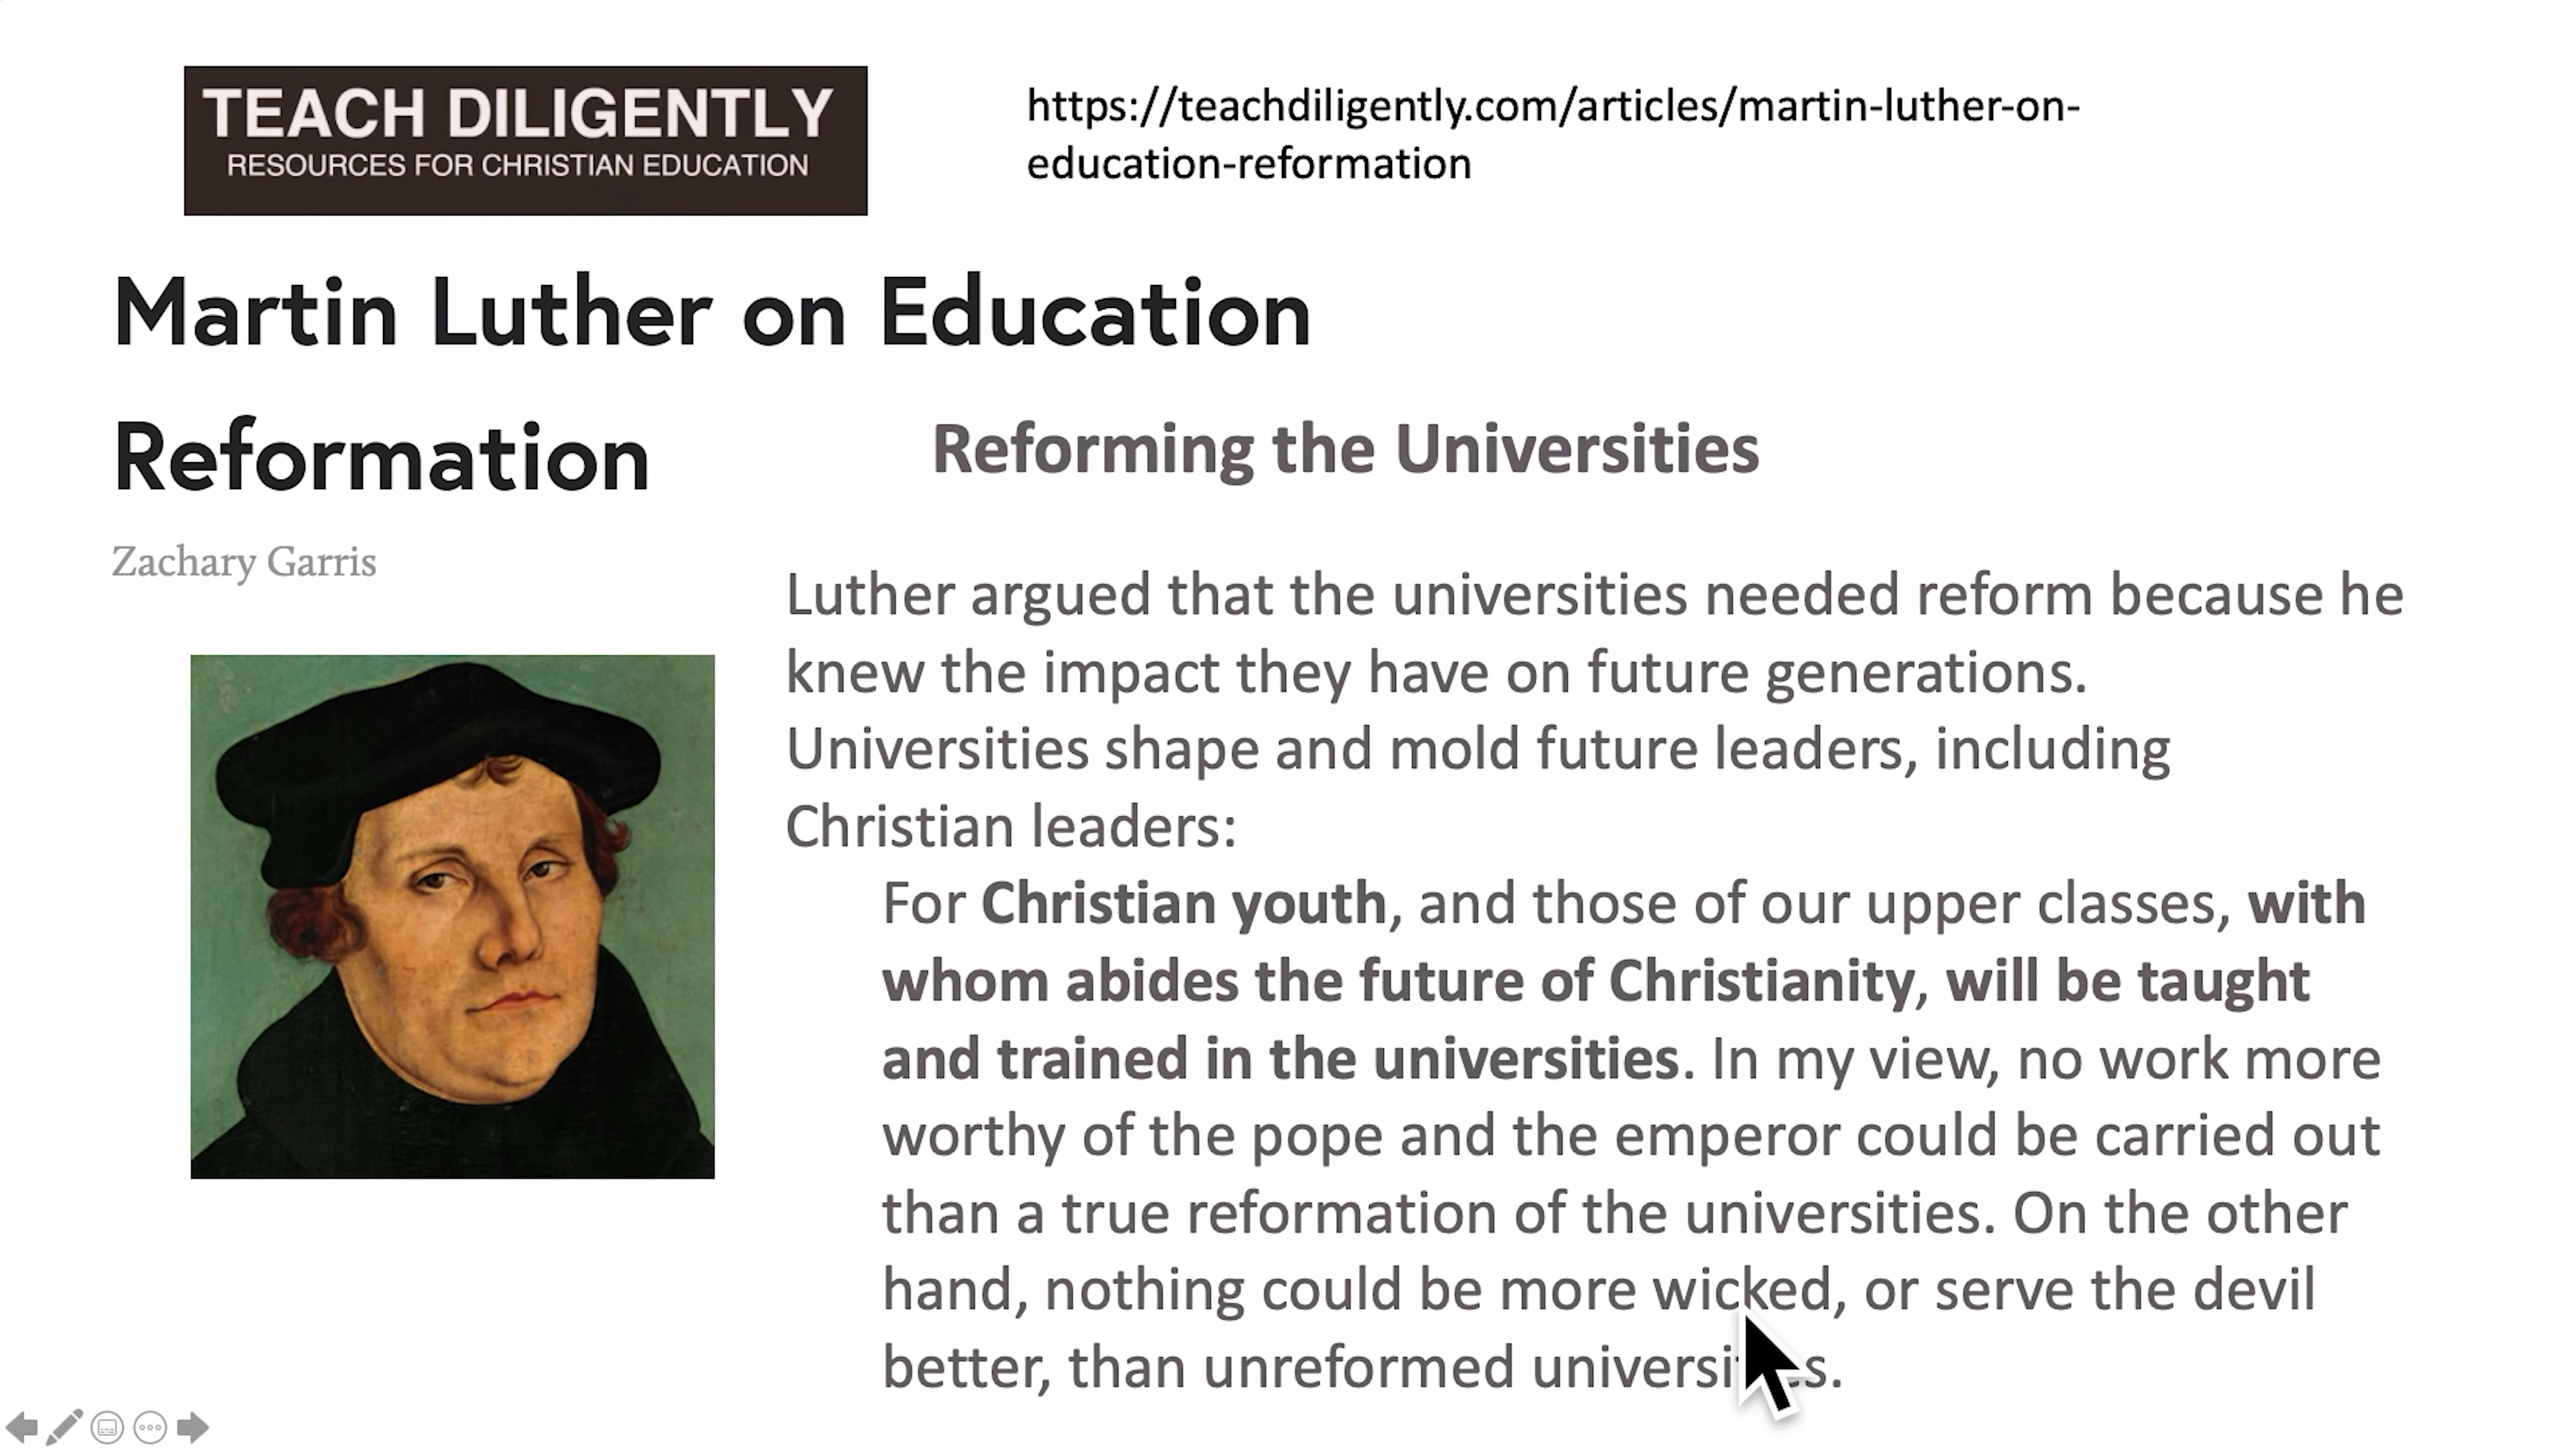 TEACH DILIGENTLY
RESOURCES FOR CHRISTIAN EDUCATION
https://teachdiligently.com/articles/martin-luther-on-
education-reformation
Martin Luther on Education
Reformation
Zachary Garris
Reforming the Universities
Luther argued that the universities needed reform because he
knew the impact they have on future generations.
Universities shape and mold future leaders, including
Christian leaders:
For Christian youth, and those of our upper classes, with
whom abides the future of Christianity, will be taught
and trained in the universities. In my view, no work more
worthy of the pope and the emperor could be carried out
than a true reformation of the universities. On the other
hand, nothing could be more wicked, or serve the devil
better, than unreformed universities.